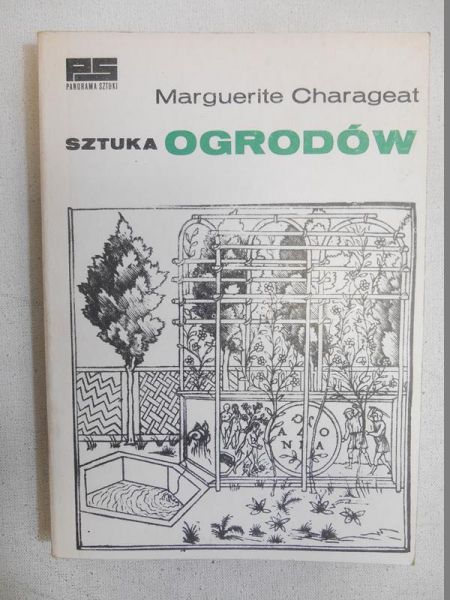 PS
PANORAMA SZTUKI
Marguerite Charageat
SZTUKA OGRODÓW